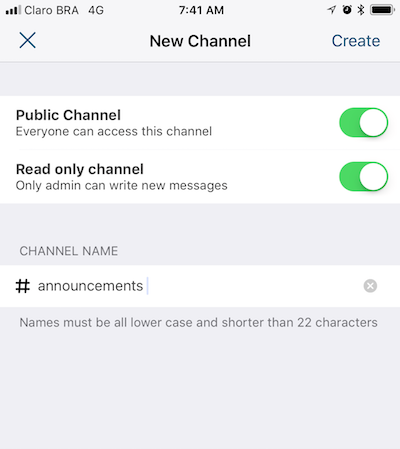 Claro BRA 4G 7:41 AM
New Channel Create
Public Channel
Everyone can access this channel
Read only channel
Only admin can write new messages
CHANNEL NAME
# announcements
Names must be all lower case and shorter than 22 characters